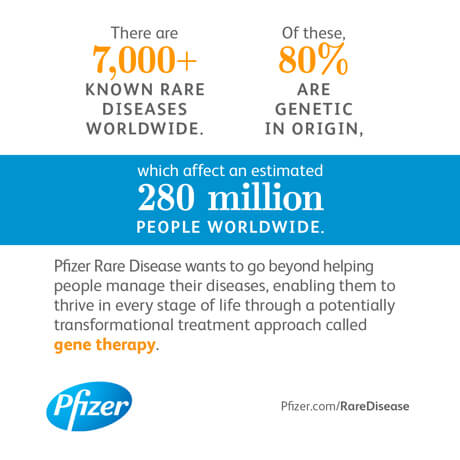 There are
7,000+
KNOWN RARE
DISEASES
WORLDWIDE.
Of these,
80%
ARE
GENETIC
IN ORIGIN,
which affect an estimated
280 million
PEOPLE WORLDWIDE.
Pfizer Rare Disease wants to go beyond helping
people manage their diseases, enabling them to
thrive in every stage of life through a potentially
transformational treatment approach called
gene therapy.
Pfizer
Pfizer.com/RareDisease